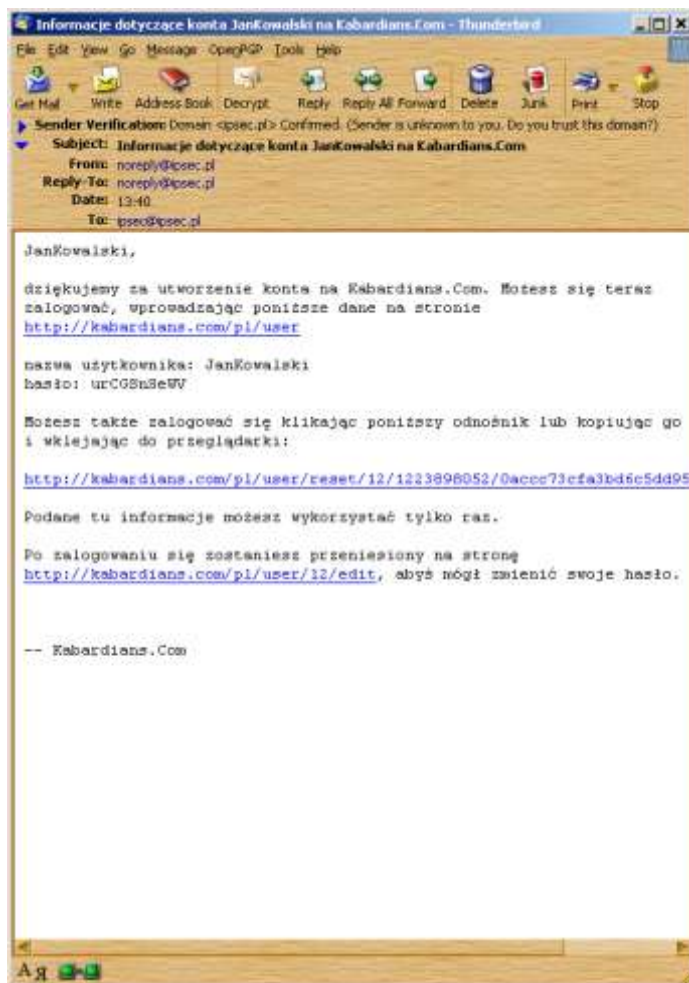 Informacje dotyczące konta JanKowalski na Kabardians.Com - Thunderbird
File Edit View Go Message OpenPGP Tools Help
Get Mail Write Address Book Decrypt Reply Reply All Forward Delete Junk Print Stop
Sender Verification: Domain <ipsec.pl> Confirmed. (Sender is unknown to you. Do you trust this domain?)
Subject: Informacje dotyczące konta JanKowalski na Kabardians.Com
From: noreply@ipsec.pl
Reply-To: noreply@ipsec.pl
Date: 13:40
To: ipsec@ipsec.pl
JanKowalski,
dziękujemy za utworzenie konta na Kabardians.Com. Możesz się teraz
zalogować, wprowadzając poniższe dane na stronie
http://kabardians.com/pl/user
nazwa użytkownika: JanKowalski
hasło:
Możesz także zalogować się klikając poniższy odnośnik lub kopiując go
i wklejając do przeglądarki:
http://kabardians.com/pl/user/reset/12/1223898052/0accc73cfa3bd6c5dd95
Podane tu informacje możesz wykorzystać tylko raz.
Po zalogowaniu się zostaniesz przeniesiony na stronę
http://kabardians.com/pl/user/12/edit, abyś mógł zmienić swoje hasło.
-- Kabardians.Com